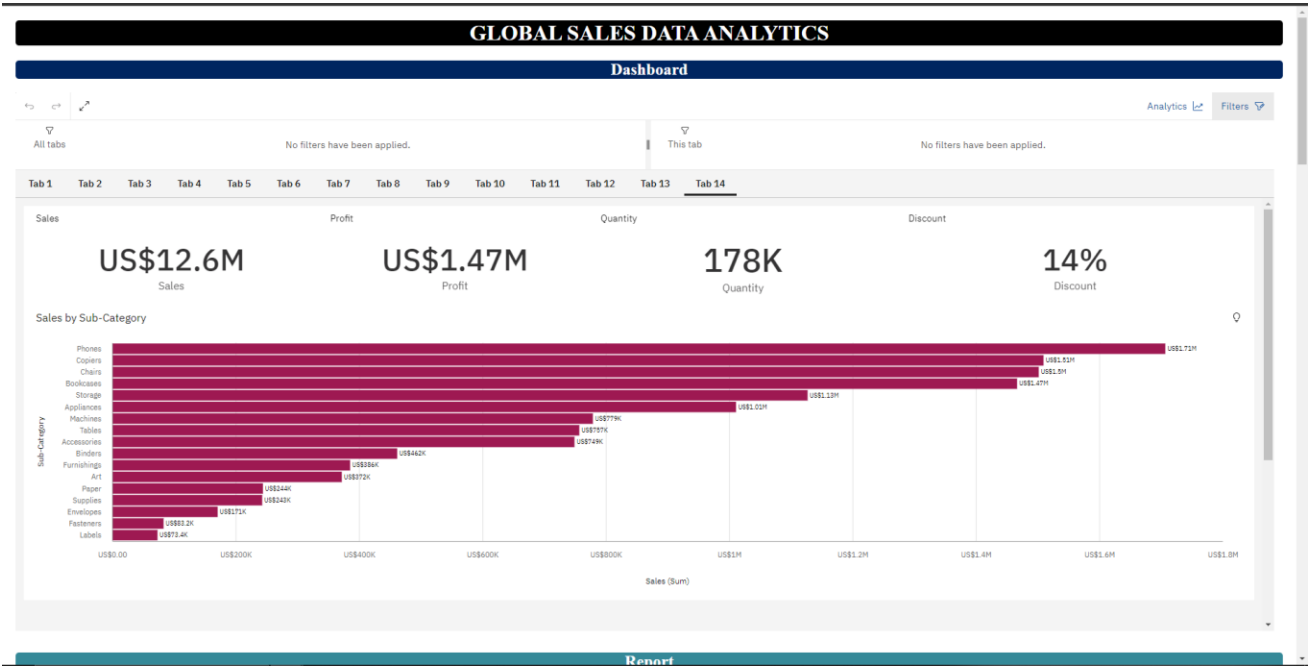 GLOBAL SALES DATA ANALYTICS
Dashboard
Analytics
Filters
All tabs
No filters have been applied.
This tab
No filters have been applied.
Tab 1 Tab 2 Tab 3 Tab 4 Tab 5 Tab 6 Tab 7 Tab 8 Tab 9 Tab 10 Tab 11 Tab 12 Tab 13 Tab 14
Sales Profit Quantity Discount
US$12.6M US$1.47M 178K 14%
Sales Profit Quantity Discount
Sales by Sub-Category
Sub-Category
Phones US$1.71M
Copiers US$1.51M
Chairs US$1.5M
Bookcases US$1.47M
Storage US$1.13M
Appliances US$1.01M
Machines US$779K
Tables US$757K
Accessories US$749K
Binders US$462K
Furnishings US$386K
Art US$372K
Paper US$244K
Supplies US$243K
Envelopes US$171K
Fasteners US$83.2K
Labels US$73.4K
US$0.00 US$200K US$400K US$600K US$800K US$1M US$1.2M US$1.4M US$1.6M US$1.8M
Sales (Sum)
Report